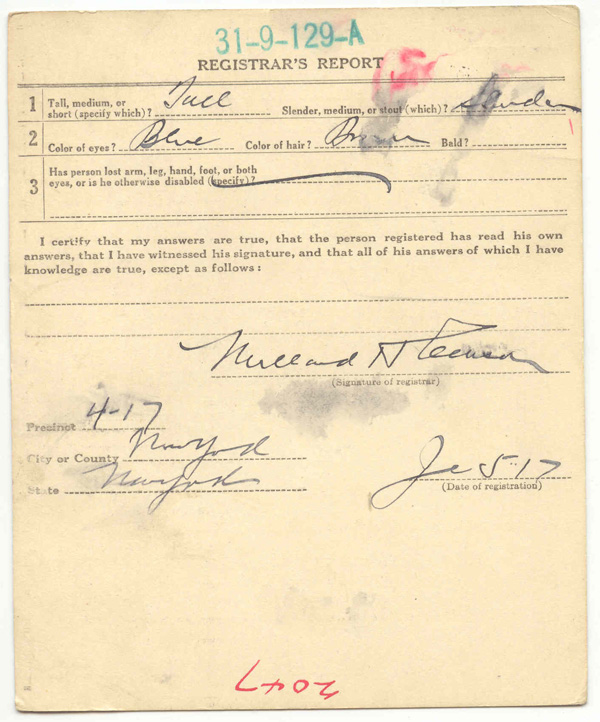 31-9-129-A
REGISTRAR'S REPORT
1 Tall, medium, or short (specify which)? Tall Slender, medium, or stout (which)? Slender
2 Color of eyes? Blue Color of hair? Brown Bald?
3 Has person lost arm, leg, hand, foot, or both eyes, or is he otherwise disabled (specify)?
I certify that my answers are true, that the person registered has read his own
answers, that I have witnessed his signature, and that all of his answers of which I have
knowledge are true, except as follows:
Millard H
(Signature of registrar)
Precinct 4-17
City or County New York
State New York
Je 5 17
(Date of registration)
2047